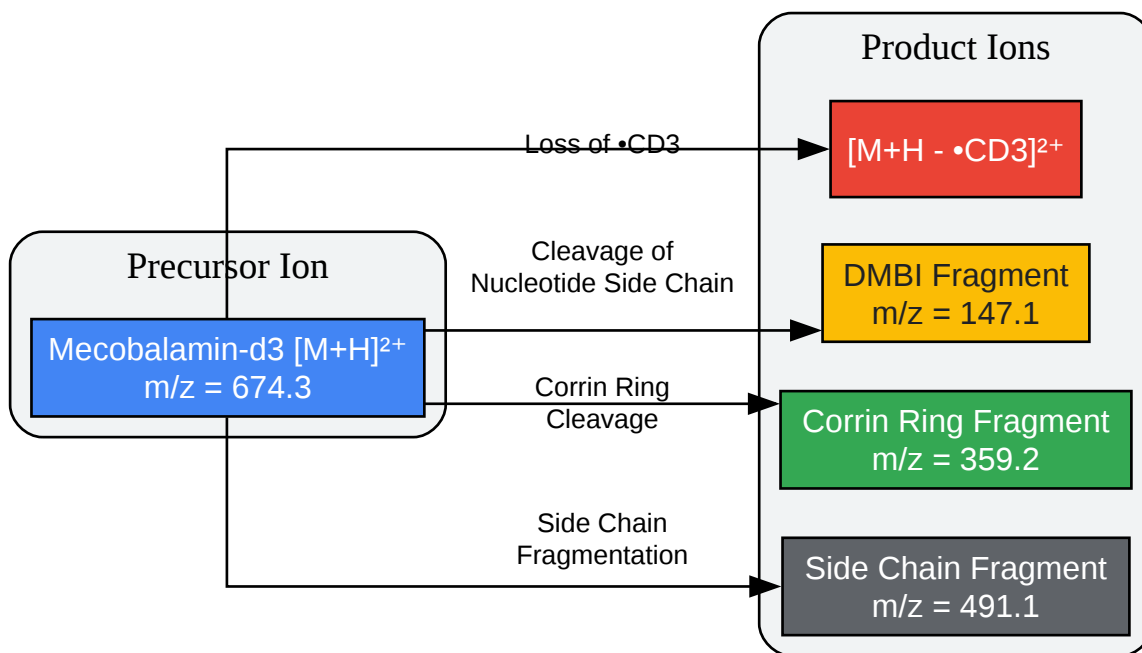 Product Ions
Loss of •CD3
[M+H - •CD3]²⁺
Precursor Ion
Mecobalamin-d3 [M+H]²⁺
m/z = 674.3
Cleavage of
Nucleotide Side Chain
DMBI Fragment
m/z = 147.1
Corrin Ring
Cleavage
Corrin Ring Fragment
m/z = 359.2
Side Chain
Fragmentation
Side Chain Fragment
m/z = 491.1